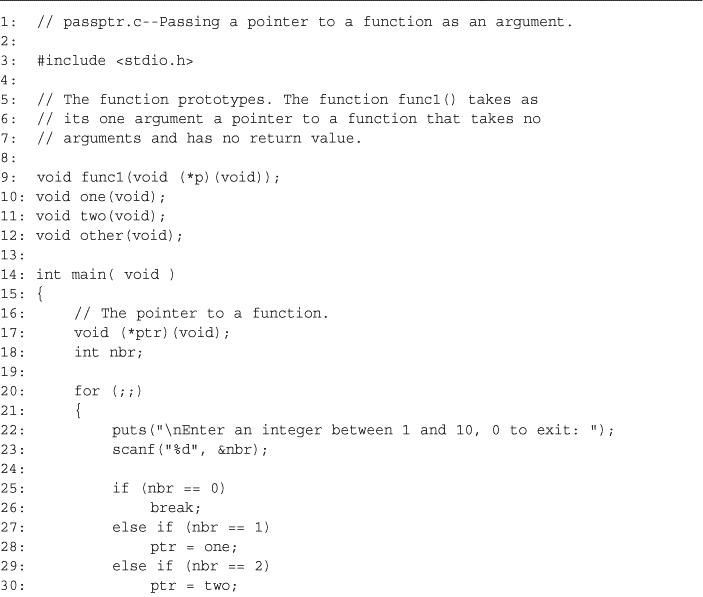 1: // passptr.c--Passing a pointer to a function as an argument.
2:
3: #include <stdio.h>
4:
5: // The function prototypes. The function func1() takes as
6: // its one argument a pointer to a function that takes no
7: // arguments and has no return value.
8:
9: void func1(void (*p)(void));
10: void one(void);
11: void two(void);
12: void other(void);
13:
14: int main( void )
15: {
16:     // The pointer to a function.
17:     void (*ptr)(void);
18:     int nbr;
19:
20:     for (;;)
21:     {
22:         puts("\nEnter an integer between 1 and 10, 0 to exit: ");
23:         scanf("%d", &nbr);
24:
25:         if (nbr == 0)
26:             break;
27:         else if (nbr == 1)
28:             ptr = one;
29:         else if (nbr == 2)
30:             ptr = two;